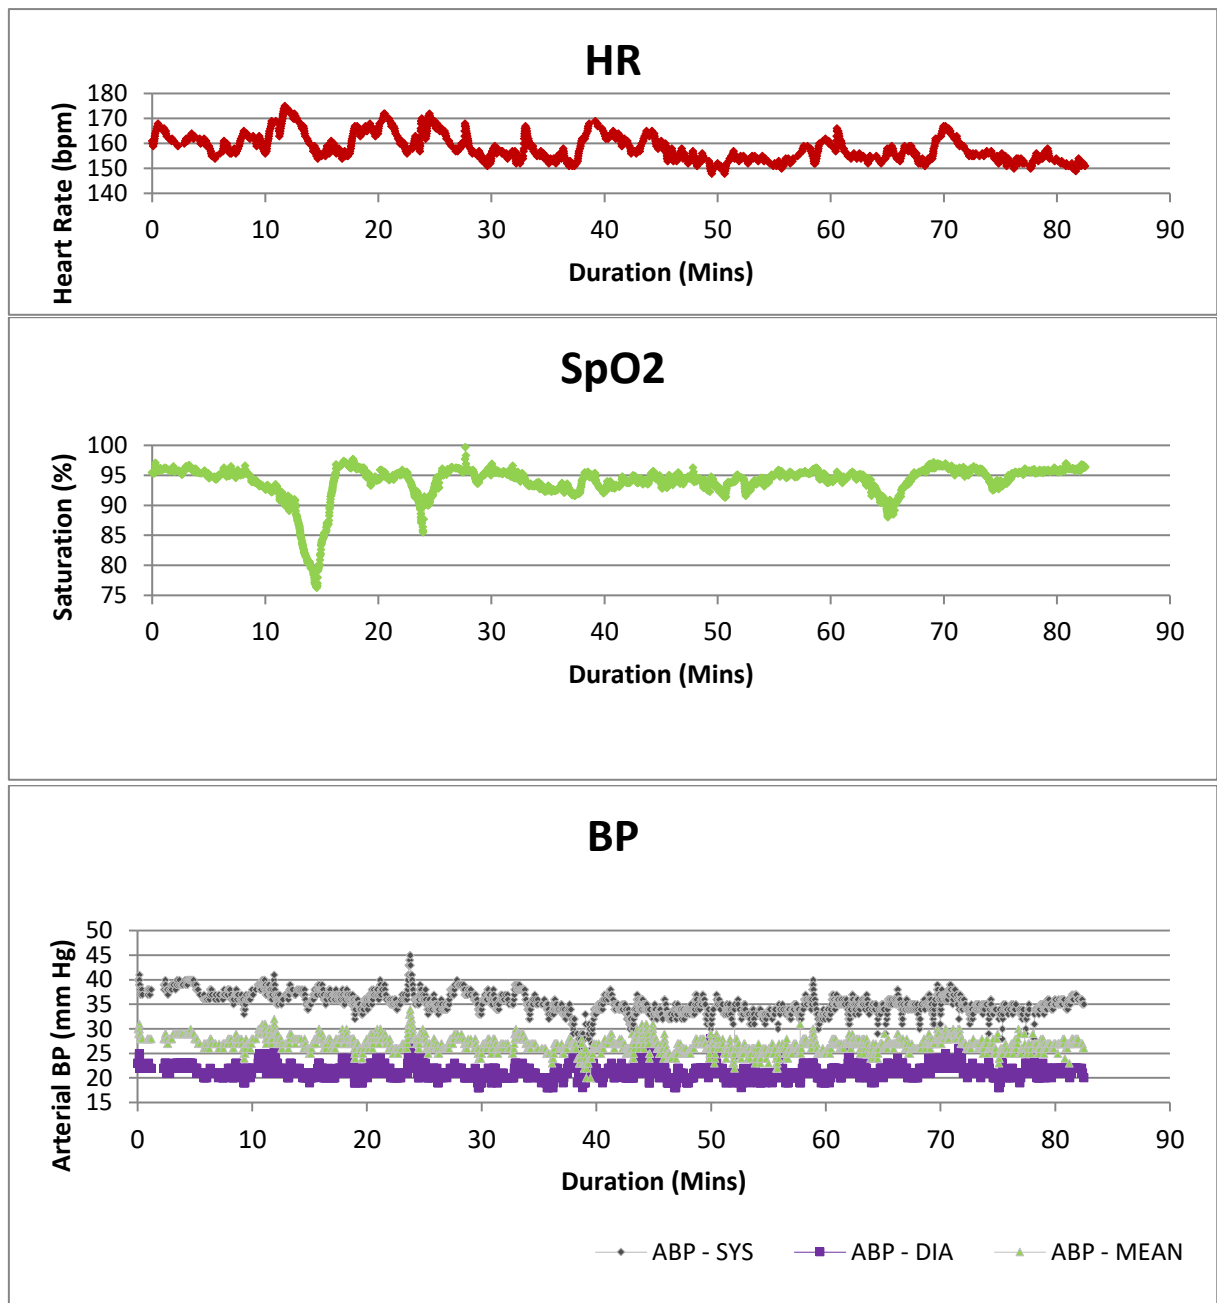 HR
Heart Rate (bpm)
180
170
160
150
140
0 10 20 30 40 50 60 70 80 90
Duration (Mins)
SpO2
Saturation (%)
100
95
90
85
80
75
0 10 20 30 40 50 60 70 80 90
Duration (Mins)
BP
Arterial BP (mm Hg)
50
45
40
35
30
25
20
15
0 10 20 30 40 50 60 70 80 90
Duration (Mins)
ABP - SYS ABP - DIA ABP - MEAN